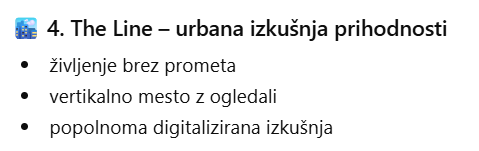 4. The Line – urbana izkušnja prihodnosti
• življenje brez prometa
• vertikalno mesto z ogledali
• popolnoma digitalizirana izkušnja